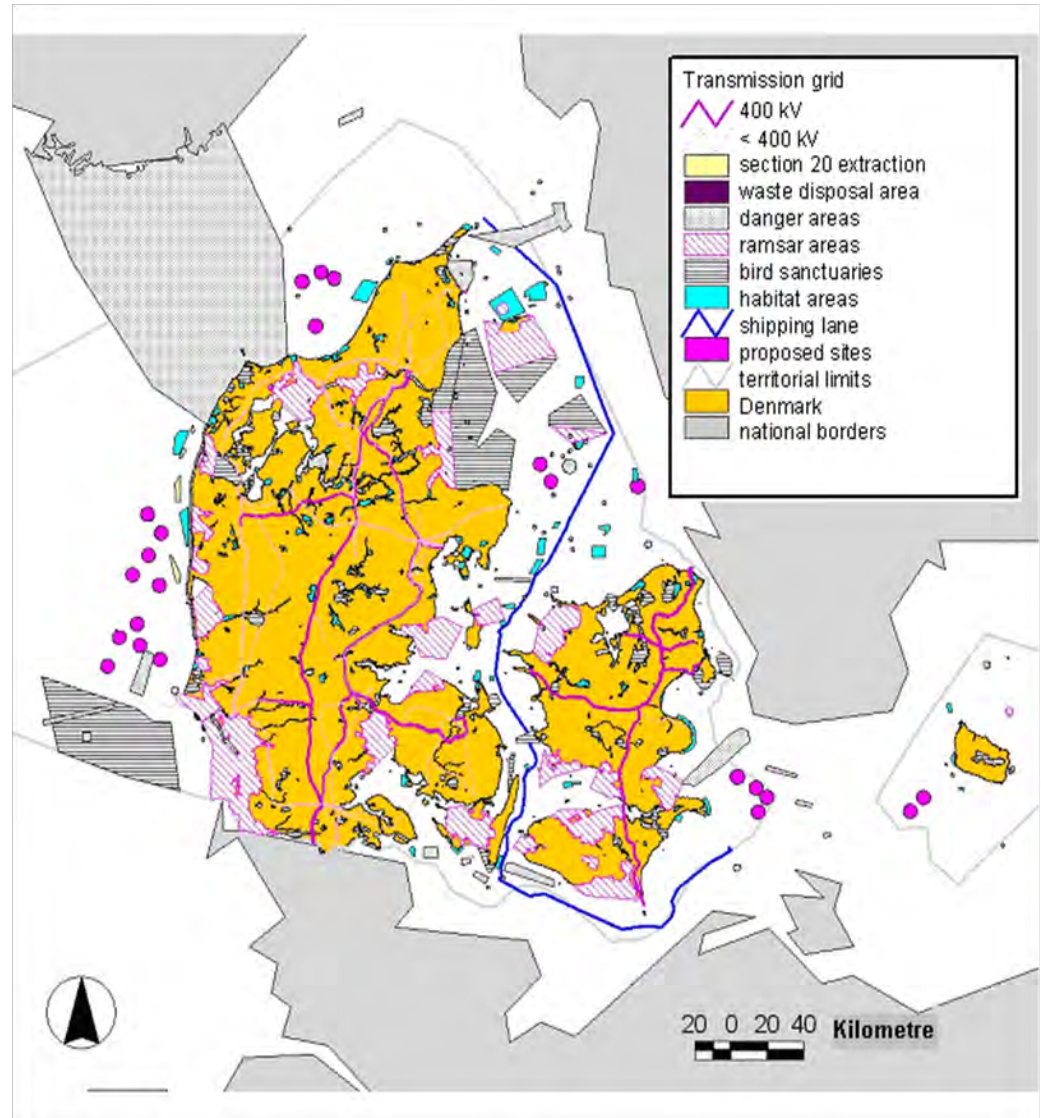 Transmission grid
400 kV
< 400 kV
section 20 extraction
waste disposal area
danger areas
ramsar areas
bird sanctuaries
habitat areas
shipping lane
proposed sites
territorial limits
Denmark
national borders
20 0 20 40 Kilometre